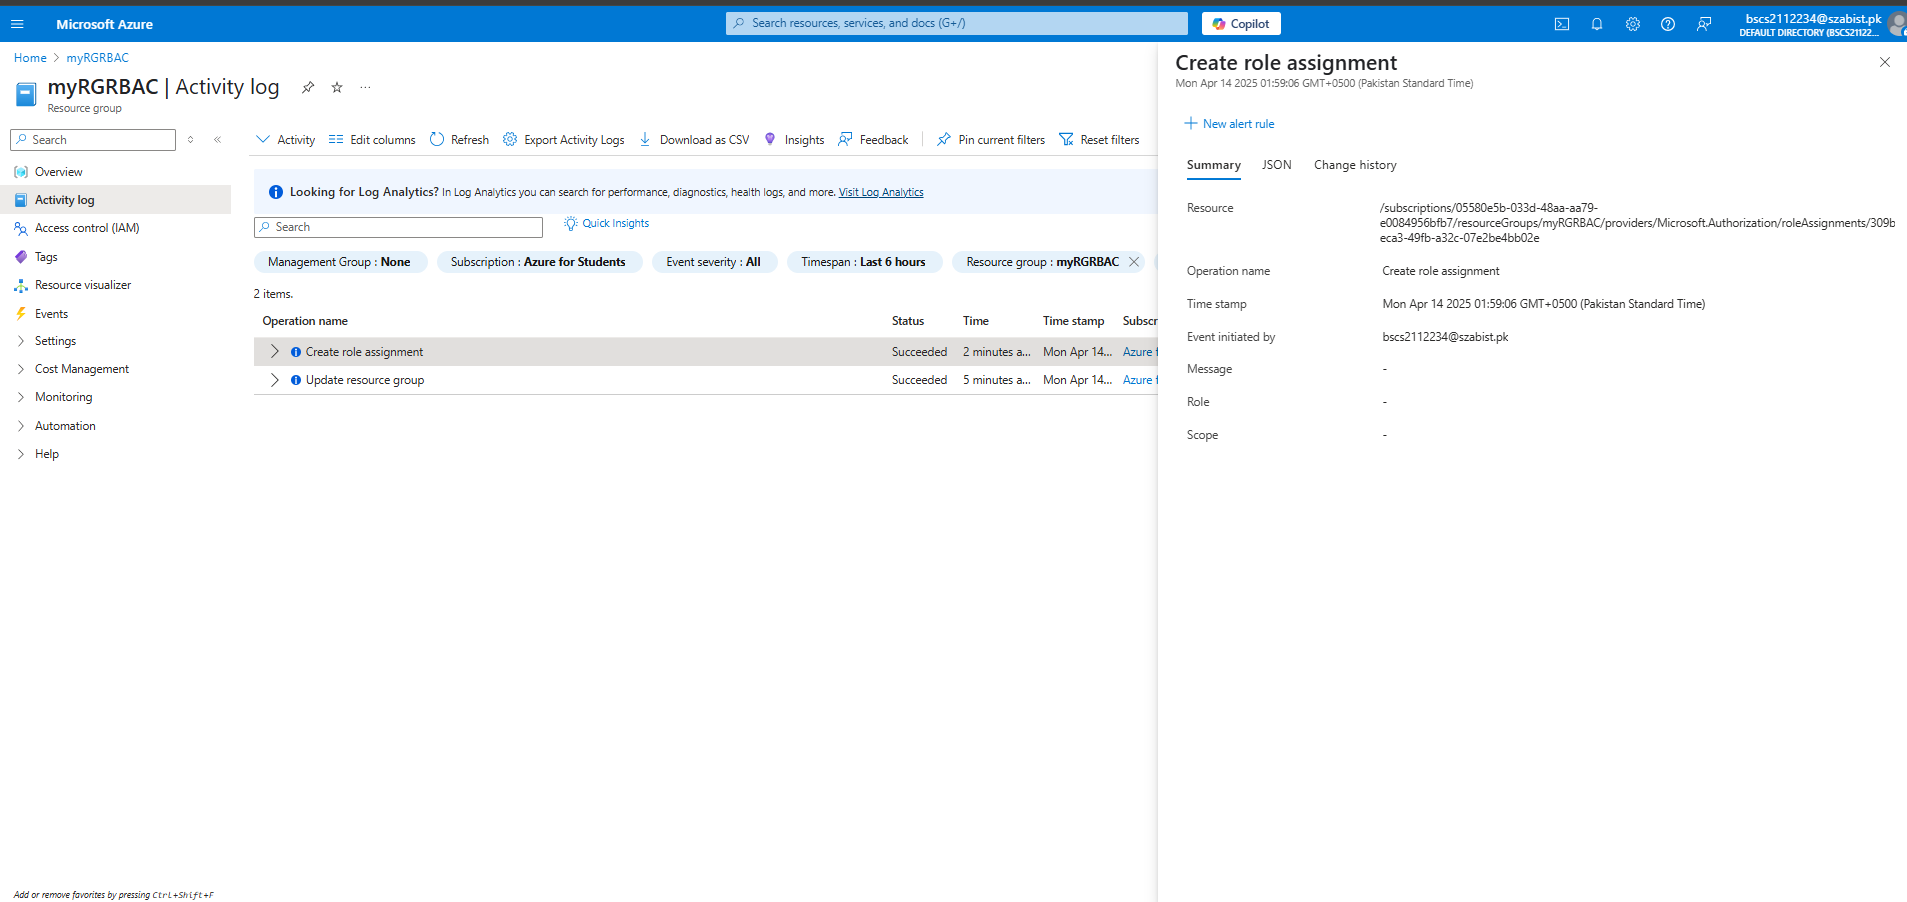 Microsoft Azure
Search resources, services, and docs (G+/)
Copilot
bscs2112234@szabist.pk
DEFAULT DIRECTORY (BSCS21122...
Home > myRGRBAC
myRGRBAC | Activity log
Resource group
Search
Overview
Activity log
Access control (IAM)
Tags
Resource visualizer
Events
Settings
Cost Management
Monitoring
Automation
Help
Add or remove favorites by pressing Ctrl+Shift+F
Activity Edit columns Refresh Export Activity Logs Download as CSV Insights Feedback Pin current filters Reset filters
Looking for Log Analytics? In Log Analytics you can search for performance, diagnostics, health logs, and more. Visit Log Analytics
Search
Quick Insights
Management Group : None Subscription : Azure for Students Event severity : All Timespan : Last 6 hours Resource group : myRGRBAC
2 items.
Operation name Status Time Time stamp Subscr
Create role assignment Succeeded 2 minutes a... Mon Apr 14... Azure f
Update resource group Succeeded 5 minutes a... Mon Apr 14... Azure f
Create role assignment
Mon Apr 14 2025 01:59:06 GMT+0500 (Pakistan Standard Time)
New alert rule
Summary JSON Change history
Resource /subscriptions/05580e5b-033d-48aa-aa79-
e0084956bfb7/resourceGroups/myRGRBAC/providers/Microsoft.Authorization/roleAssignments/309b
eca3-49fb-a32c-07e2be4bb02e
Operation name Create role assignment
Time stamp Mon Apr 14 2025 01:59:06 GMT+0500 (Pakistan Standard Time)
Event initiated by bscs2112234@szabist.pk
Message -
Role -
Scope -